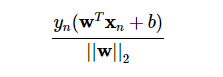 yₙ(𝐰ᵀ𝐱ₙ + b)
||𝐰||₂